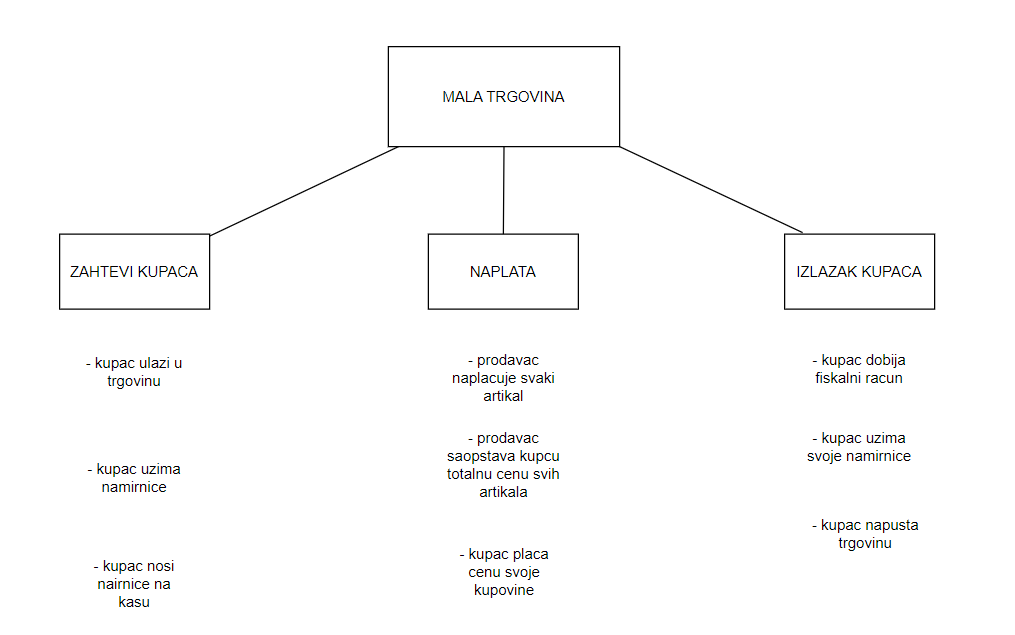 MALA TRGOVINA
ZAHTEVI KUPACA
NAPLATA
IZLAZAK KUPACA
- kupac ulazi u
trgovinu
- kupac uzima
namirnice
- kupac nosi
nairnice na
kasu
- prodavac
naplacuje svaki
artikal
- prodavac
saopstava kupcu
totalnu cenu svih
artikala
- kupac placa
cenu svoje
kupovine
- kupac dobija
fiskalni racun
- kupac uzima
svoje namirnice
- kupac napusta
trgovinu